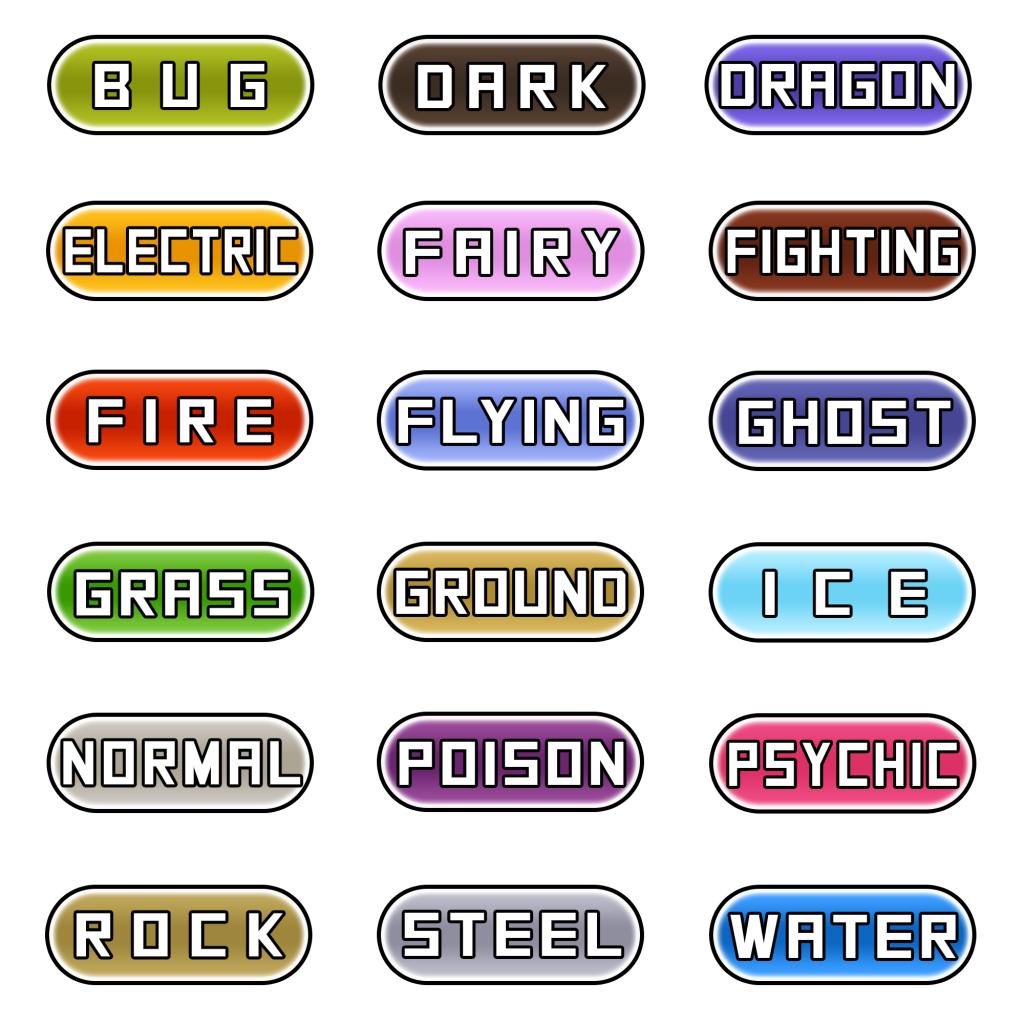 BUG DARK DRAGON
ELECTRIC FAIRY FIGHTING
FIRE FLYING GHOST
GRASS GROUND ICE
NORMAL POISON PSYCHIC
ROCK STEEL WATER